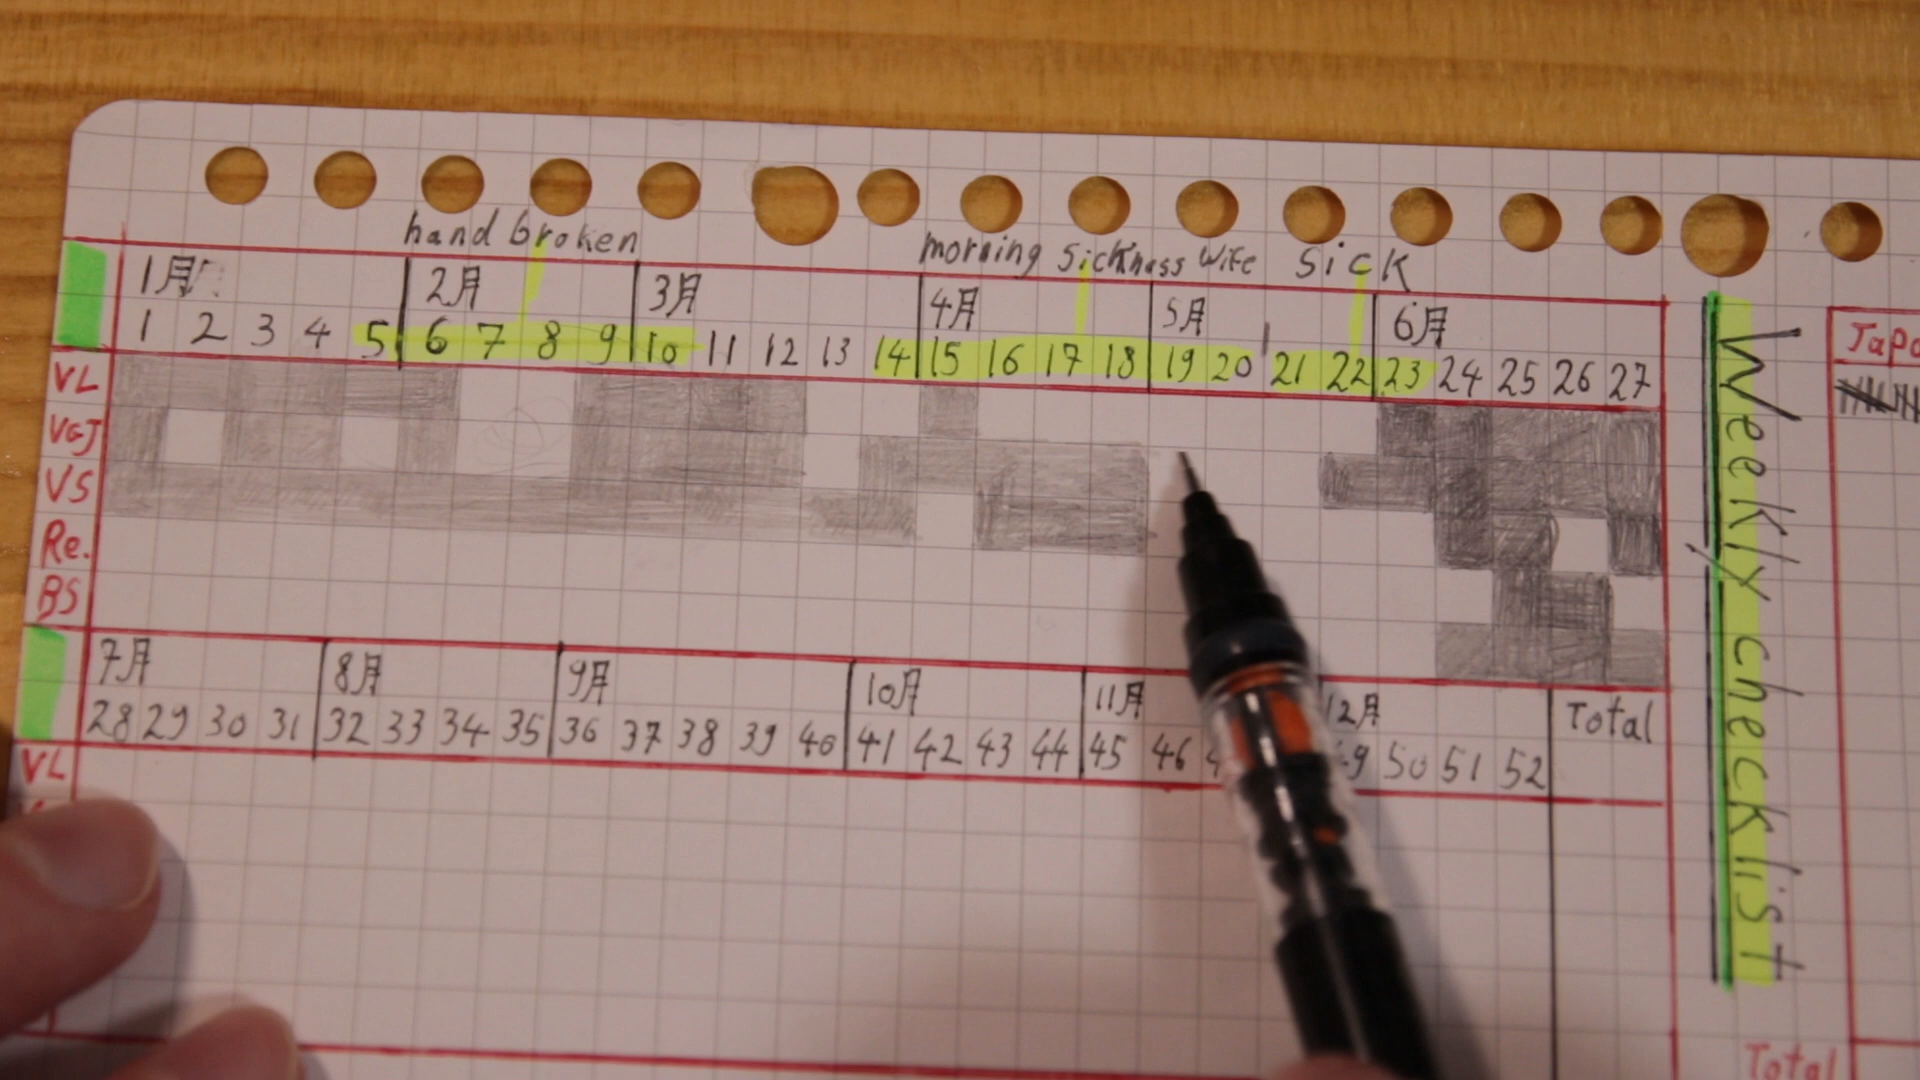 hand broken
morning Sickness Wife Sick
1月 2月 3月 4月 5月 6月
1 2 3 4 5 6 7 8 9 10 11 12 13 14 15 16 17 18 19 20 21 22 23 24 25 26 27
VL
VGJ
VS
Re.
BS
7月 8月 9月 10月 11月 12月 Total
28 29 30 31 32 33 34 35 36 37 38 39 40 41 42 43 44 45 46 49 50 51 52
VL
Weekly checklist
Total